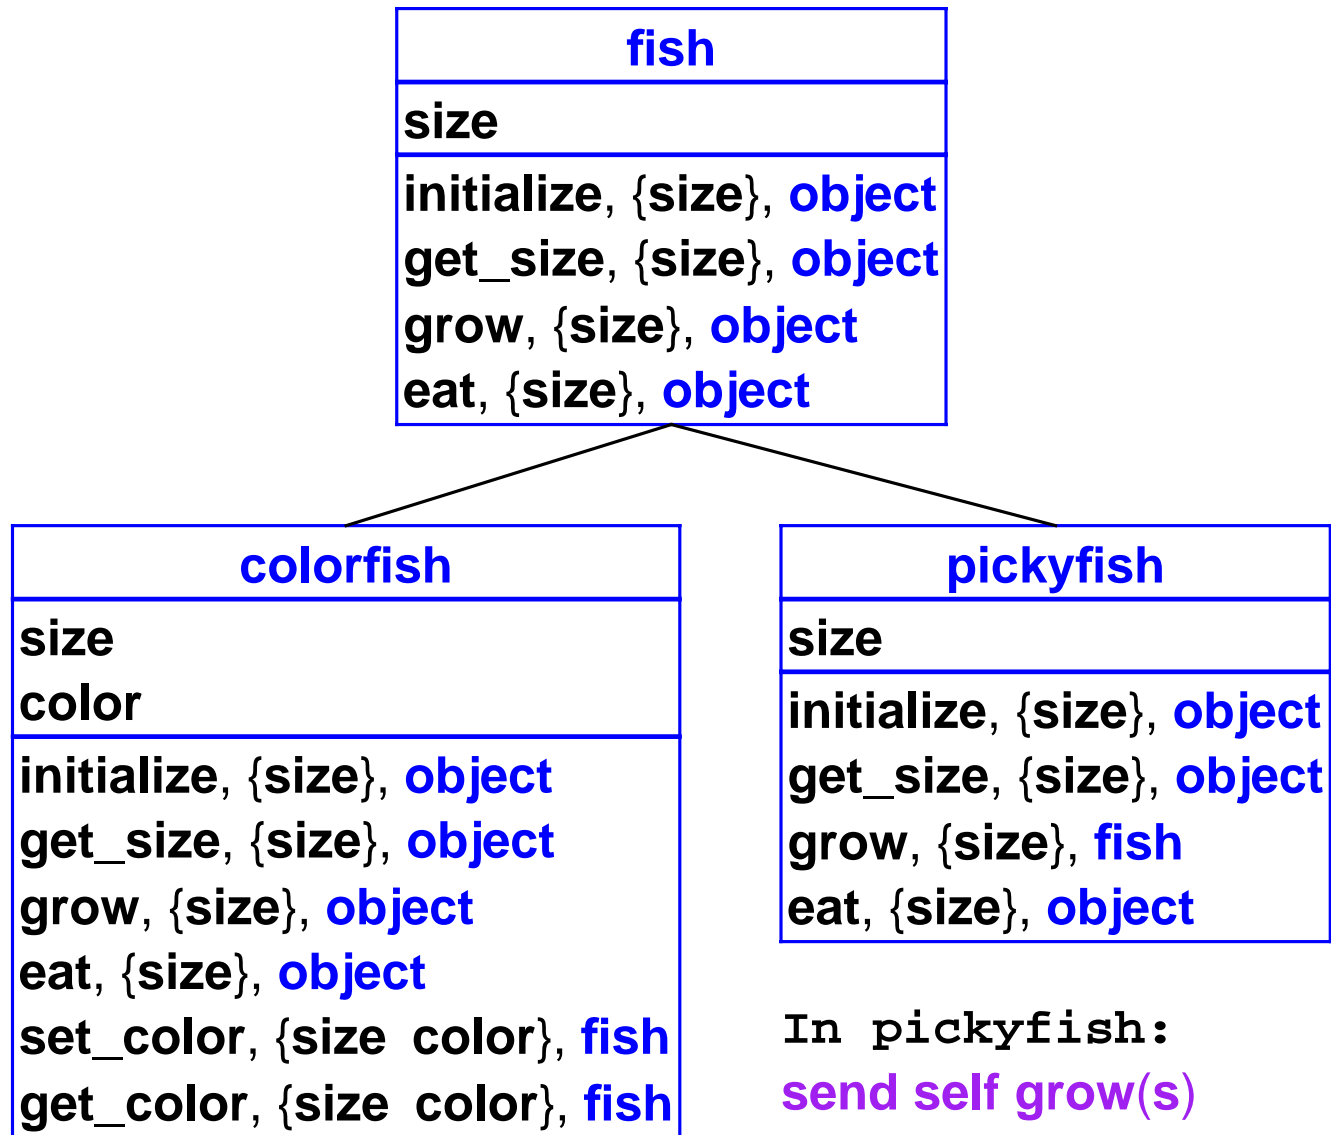 fish
size
initialize, {size}, object
get_size, {size}, object
grow, {size}, object
eat, {size}, object
colorfish
size
color
initialize, {size}, object
get_size, {size}, object
grow, {size}, object
eat, {size}, object
set_color, {size color}, fish
get_color, {size color}, fish
pickyfish
size
initialize, {size}, object
get_size, {size}, object
grow, {size}, fish
eat, {size}, object
In pickyfish:
send self grow(s)